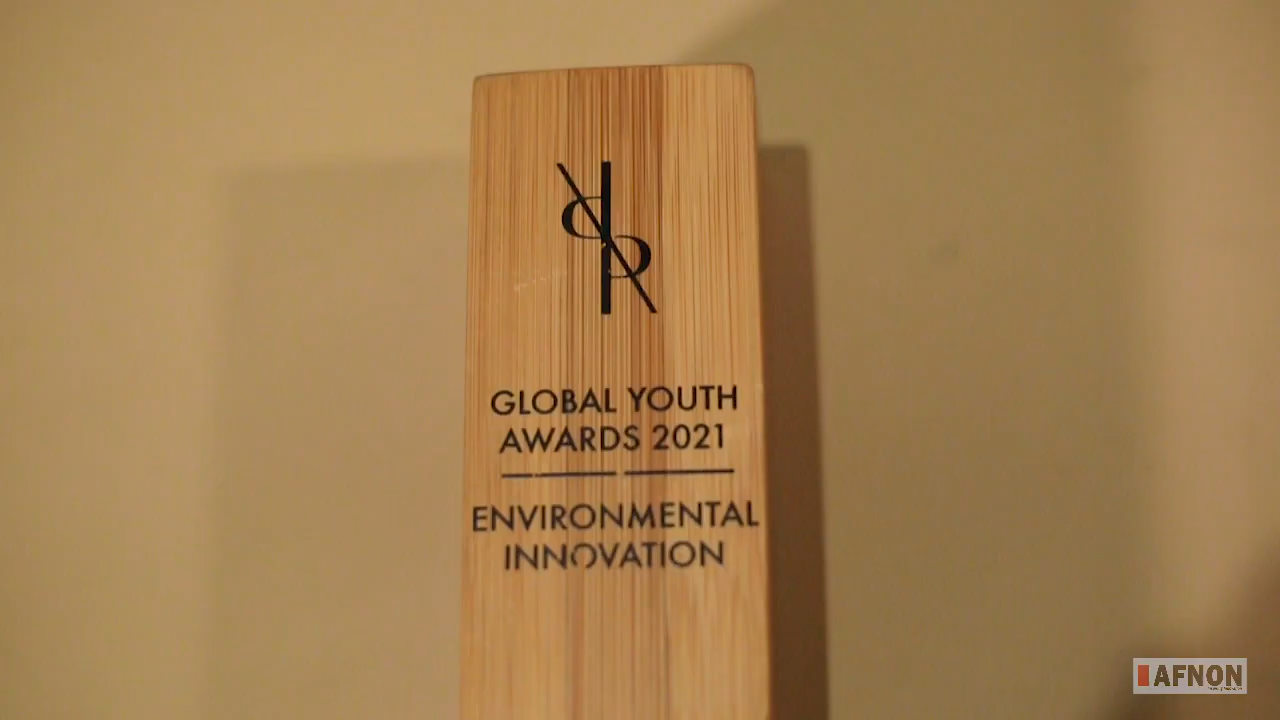 GLOBAL YOUTH
AWARDS 2021
ENVIRONMENTAL
INNOVATION
AFNON